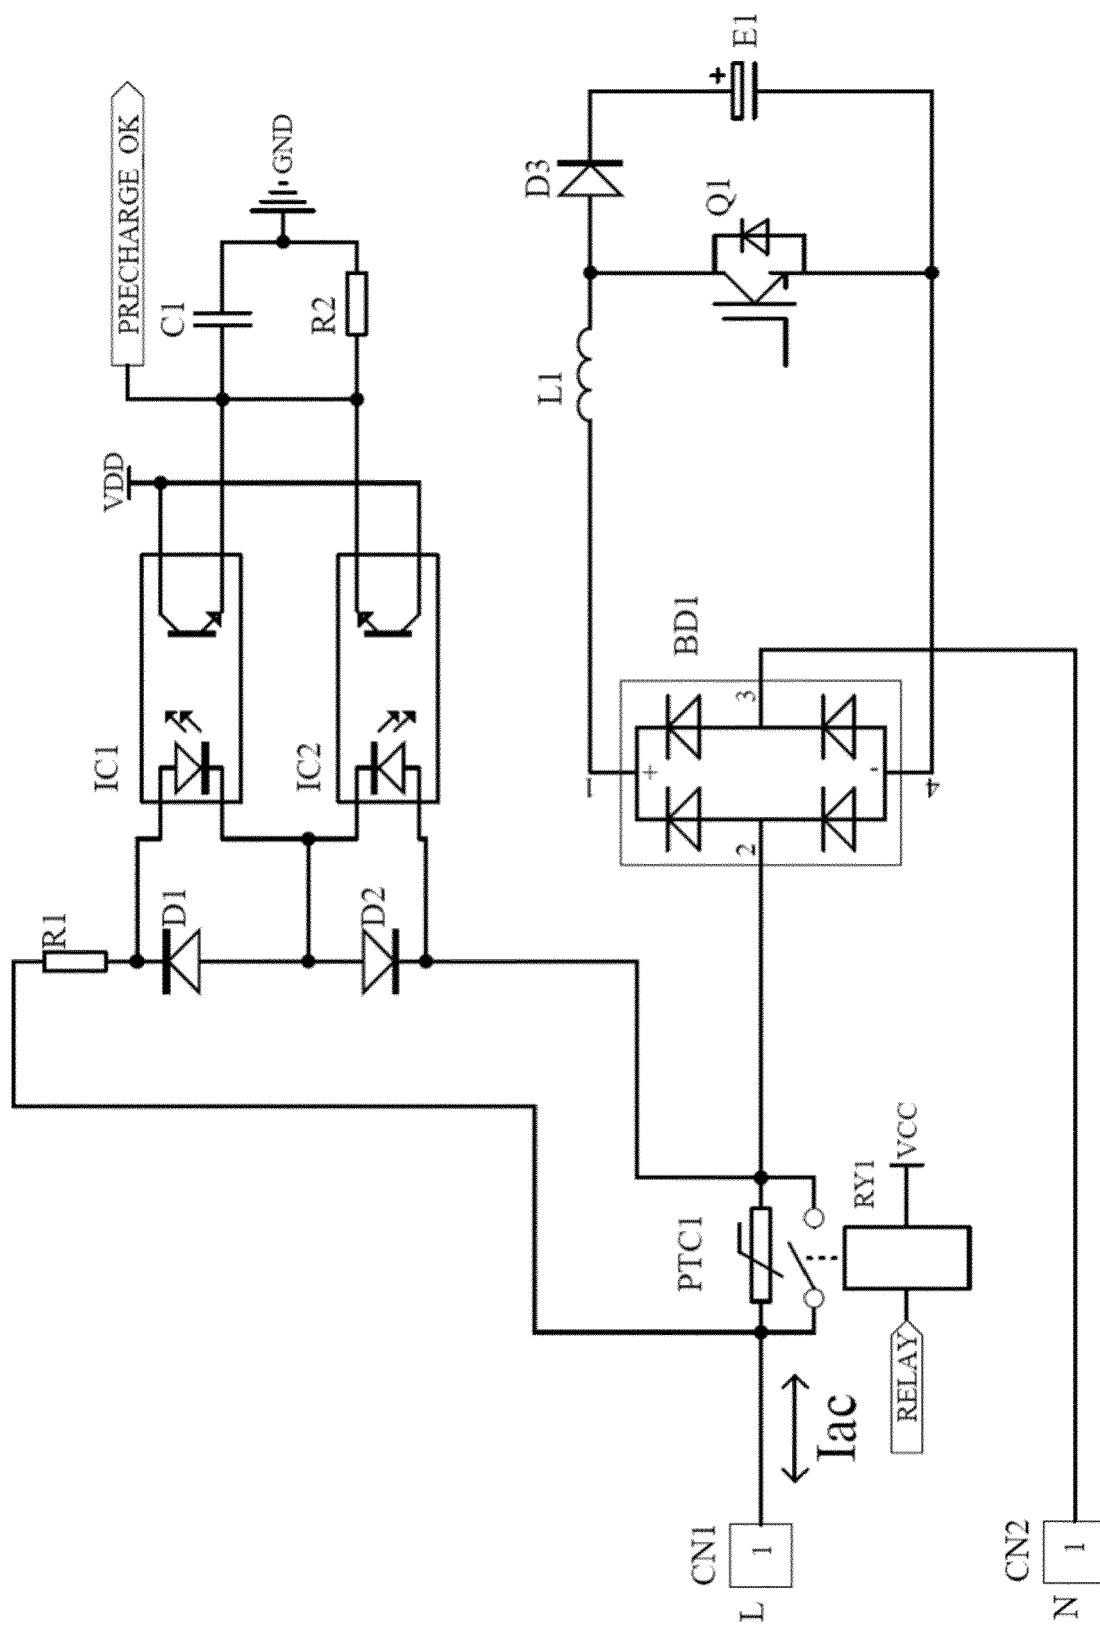 PRECHARGE OK
VDD
C1
GND
R2
IC1
IC2
R1
D1
D2
D3
E1
+
Q1
L1
BD1
1
+
2
3
-
4
PTC1
RY1
VCC
RELAY
Iac
CN1
1
L
CN2
1
N